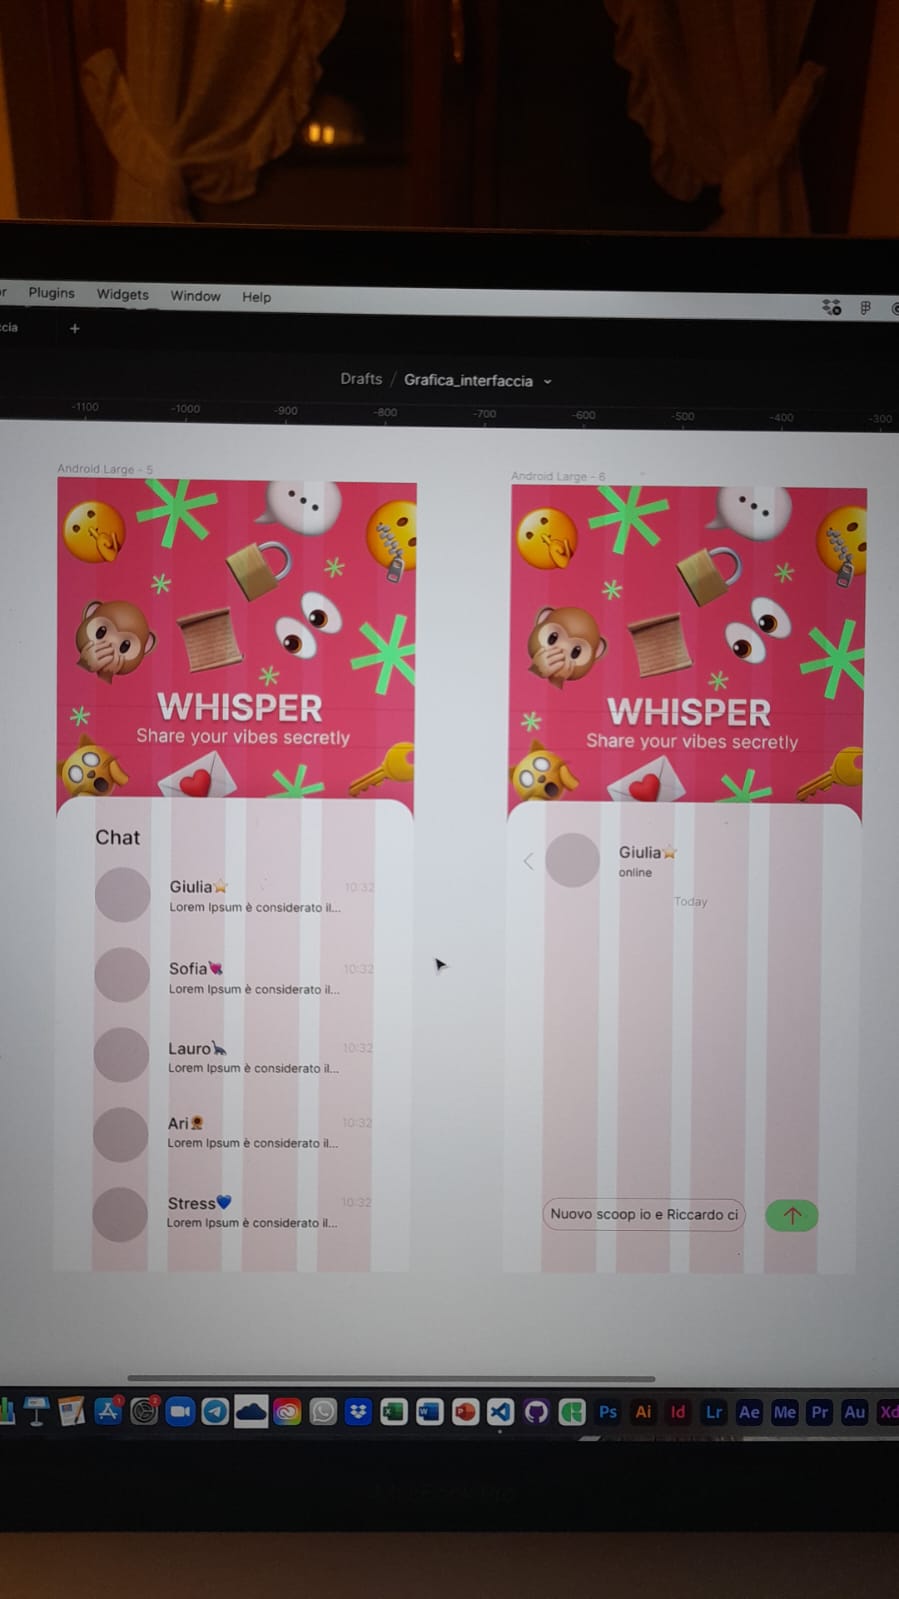 Plugins Widgets Window Help
ccia +
Drafts / Grafica_interfaccia
-1100 -1000 -900 -800 -700 -600 -500 -400 -300
Android Large - 5
WHISPER
Share your vibes secretly
Chat
Giulia⭐ 10:32
Lorem Ipsum è considerato il...
Sofia💘 10:32
Lorem Ipsum è considerato il...
Lauro🦕 10:32
Lorem Ipsum è considerato il...
Ari🌻 10:32
Lorem Ipsum è considerato il...
Stress💙 10:32
Lorem Ipsum è considerato il...
Android Large - 6
WHISPER
Share your vibes secretly
Giulia⭐
online
Today
Nuovo scoop io e Riccardo ci
Ps Ai Id Lr Ae Me Pr Au Xd